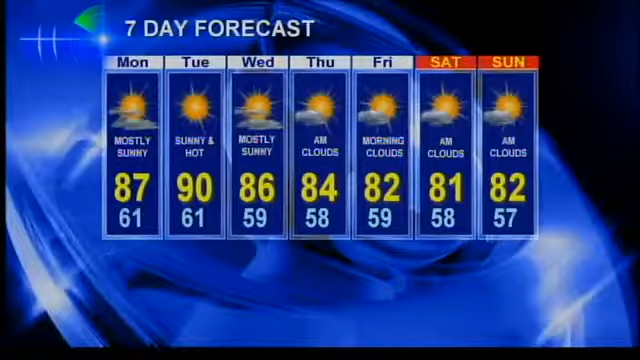 7 DAY FORECAST
Mon Tue Wed Thu Fri SAT SUN
MOSTLY SUNNY & MOSTLY AM MORNING AM AM
SUNNY HOT SUNNY CLOUDS CLOUDS CLOUDS CLOUDS
87 90 86 84 82 81 82
61 61 59 58 59 58 57